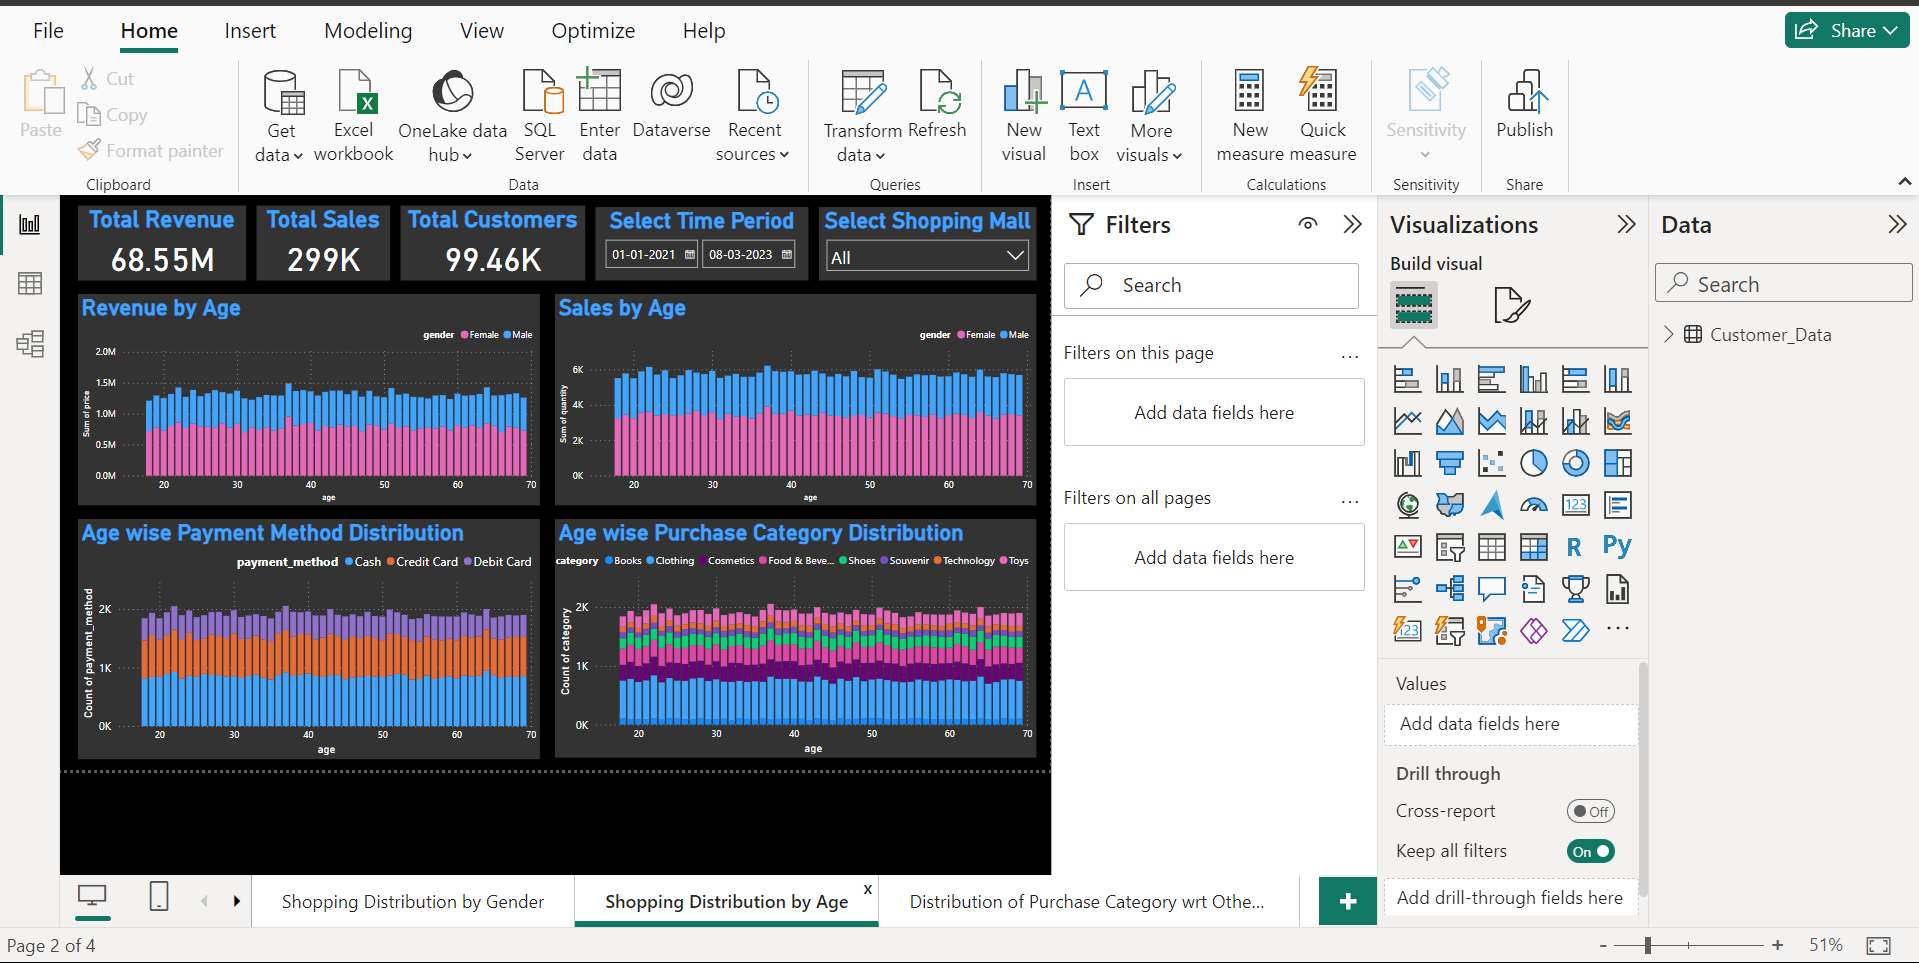 File Home Insert Modeling View Optimize Help Share
Paste
Cut
Copy
Format painter
Clipboard
Get data
Excel workbook
OneLake data hub
SQL Server
Enter data
Dataverse
Recent sources
Data
Transform data
Refresh
Queries
New visual
Text box
A
More visuals
Insert
New measure
Quick measure
Calculations
Sensitivity
Sensitivity
Publish
Share
Total Revenue
68.55M
Total Sales
299K
Total Customers
99.46K
Select Time Period
01-01-2021 08-03-2023
Select Shopping Mall
All
Revenue by Age
gender Female Male
Sum of price
2.0M
1.5M
1.0M
0.5M
0.0M
20 30 40 50 60 70
age
Sales by Age
gender Female Male
Sum of quantity
6K
4K
2K
0K
20 30 40 50 60 70
age
Age wise Payment Method Distribution
payment_method Cash Credit Card Debit Card
Count of payment_method
2K
1K
0K
20 30 40 50 60 70
age
Age wise Purchase Category Distribution
category Books Clothing Cosmetics Food & Beve... Shoes Souvenir Technology Toys
Count of category
2K
1K
0K
20 30 40 50 60 70
age
Filters
Search
Filters on this page ...
Add data fields here
Filters on all pages ...
Add data fields here
Visualizations
Build visual
123
R Py
123
...
Values
Add data fields here
Drill through
Cross-report Off
Keep all filters On
Add drill-through fields here
Data
Search
Customer_Data
Shopping Distribution by Gender
Shopping Distribution by Age x
Distribution of Purchase Category wrt Othe...
+
Page 2 of 4
- + 51%